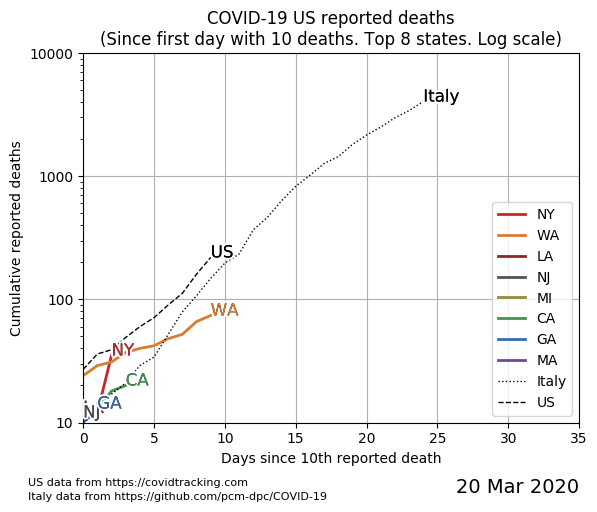 COVID-19 US reported deaths
(Since first day with 10 deaths. Top 8 states. Log scale)
10000
1000
100
10
Cumulative reported deaths
Italy
US
WA
NY
CA
GA
NJ
NY
WA
LA
NJ
MI
CA
GA
MA
Italy
US
0 5 10 15 20 25 30 35
Days since 10th reported death
US data from https://covidtracking.com
Italy data from https://github.com/pcm-dpc/COVID-19
20 Mar 2020